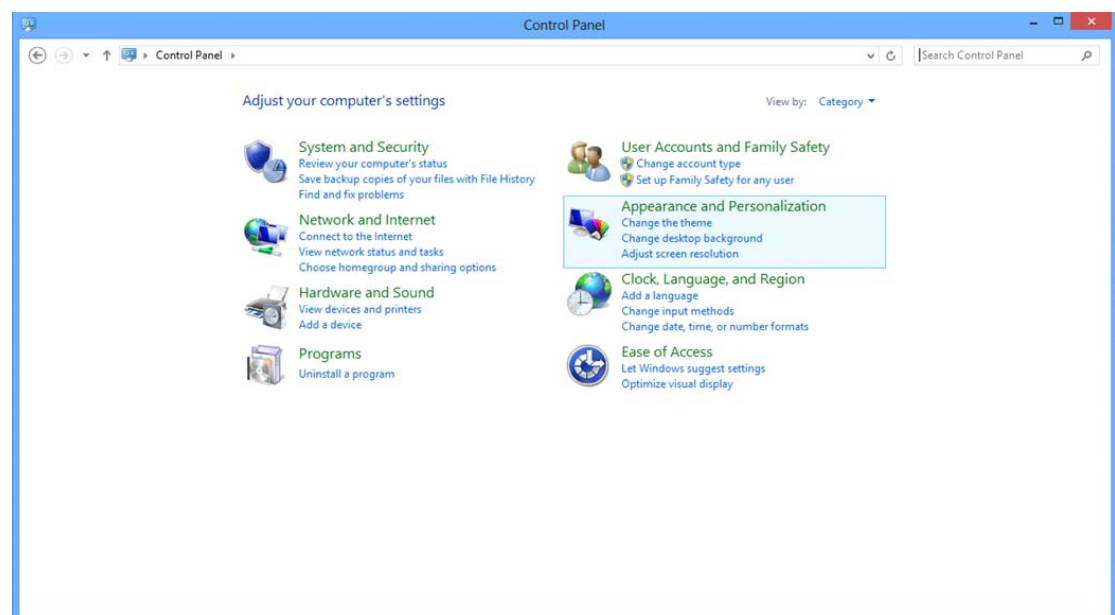 Control Panel
Control Panel
Search Control Panel
Adjust your computer's settings
View by: Category
System and Security
Review your computer's status
Save backup copies of your files with File History
Find and fix problems
Network and Internet
Connect to the Internet
View network status and tasks
Choose homegroup and sharing options
Hardware and Sound
View devices and printers
Add a device
Programs
Uninstall a program
User Accounts and Family Safety
Change account type
Set up Family Safety for any user
Appearance and Personalization
Change the theme
Change desktop background
Adjust screen resolution
Clock, Language, and Region
Add a language
Change input methods
Change date, time, or number formats
Ease of Access
Let Windows suggest settings
Optimize visual display